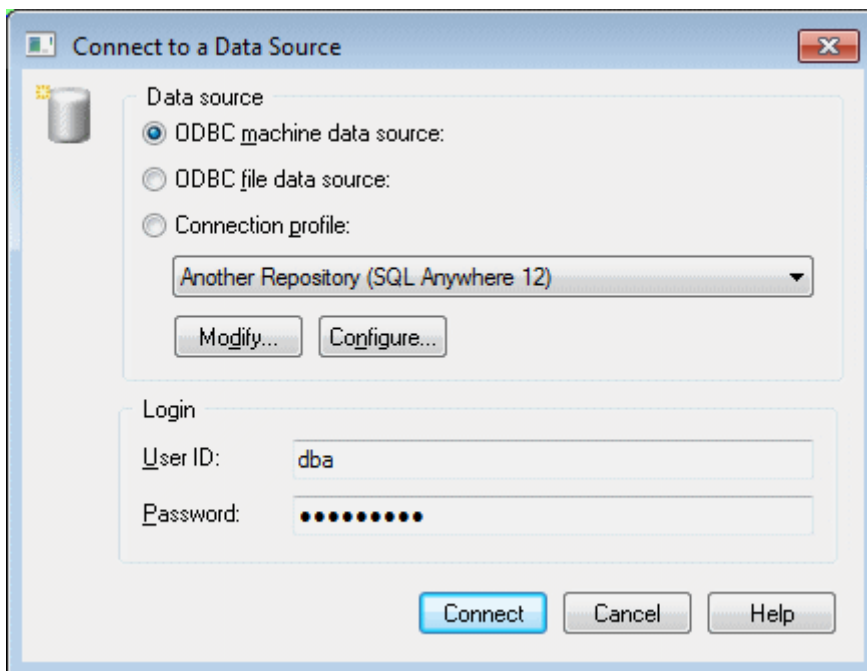 Connect to a Data Source
Data source
ODBC machine data source:
ODBC file data source:
Connection profile:
Another Repository (SQL Anywhere 12)
Modify... Configure...
Login
User ID: dba
Password: •••••••••
Connect Cancel Help